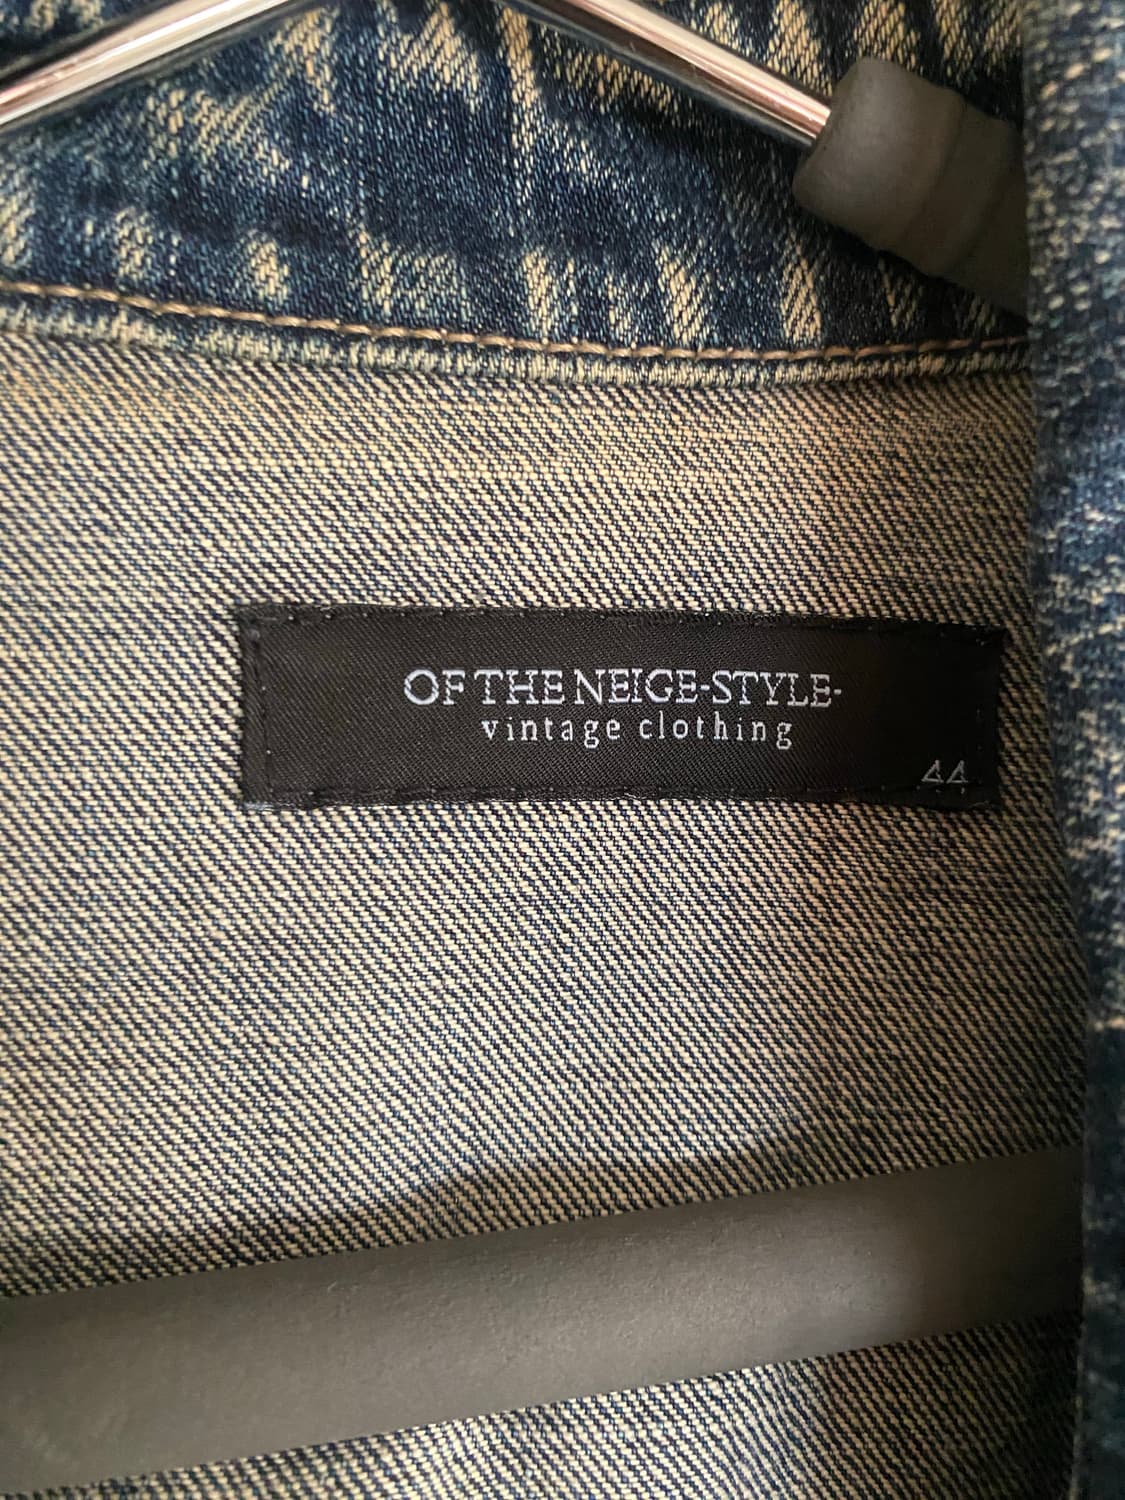 OF THE NEIGE-STYLE-
vintage clothing
44